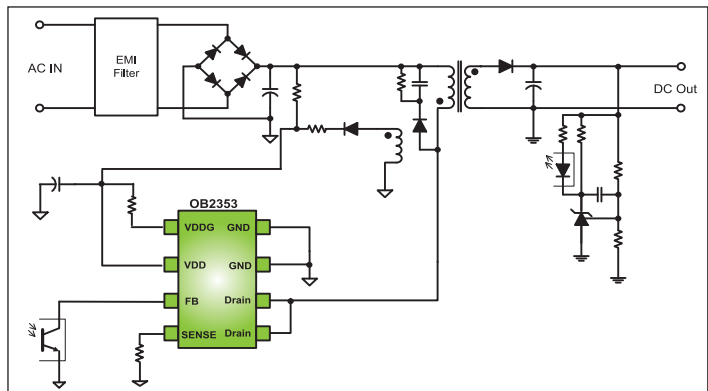 AC IN
EMI
Filter
DC Out
OB2353
VDDG
GND
VDD
GND
FB
Drain
SENSE
Drain